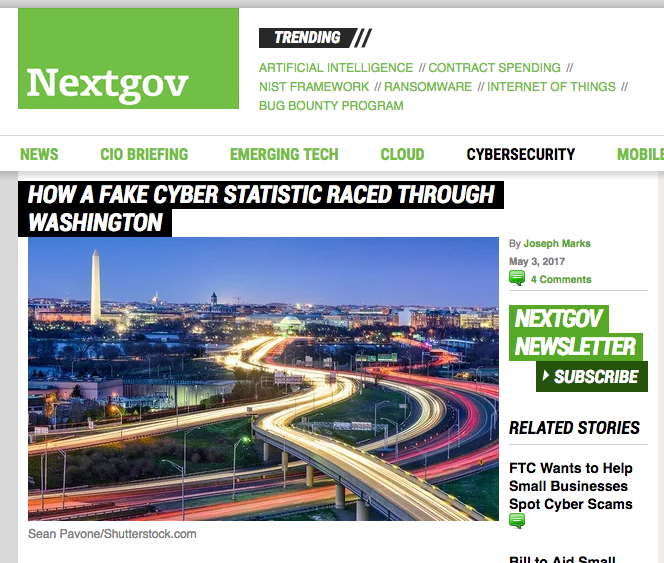 Nextgov
TRENDING //
ARTIFICIAL INTELLIGENCE // CONTRACT SPENDING //
NIST FRAMEWORK // RANSOMWARE // INTERNET OF THINGS //
BUG BOUNTY PROGRAM
NEWS CIO BRIEFING EMERGING TECH CLOUD CYBERSECURITY MOBILE
HOW A FAKE CYBER STATISTIC RACED THROUGH
WASHINGTON
By Joseph Marks
May 3, 2017
4 Comments
NEXTGOV
NEWSLETTER
SUBSCRIBE
RELATED STORIES
FTC Wants to Help
Small Businesses
Spot Cyber Scams
Bill to Aid Small
Sean Pavone/Shutterstock.com